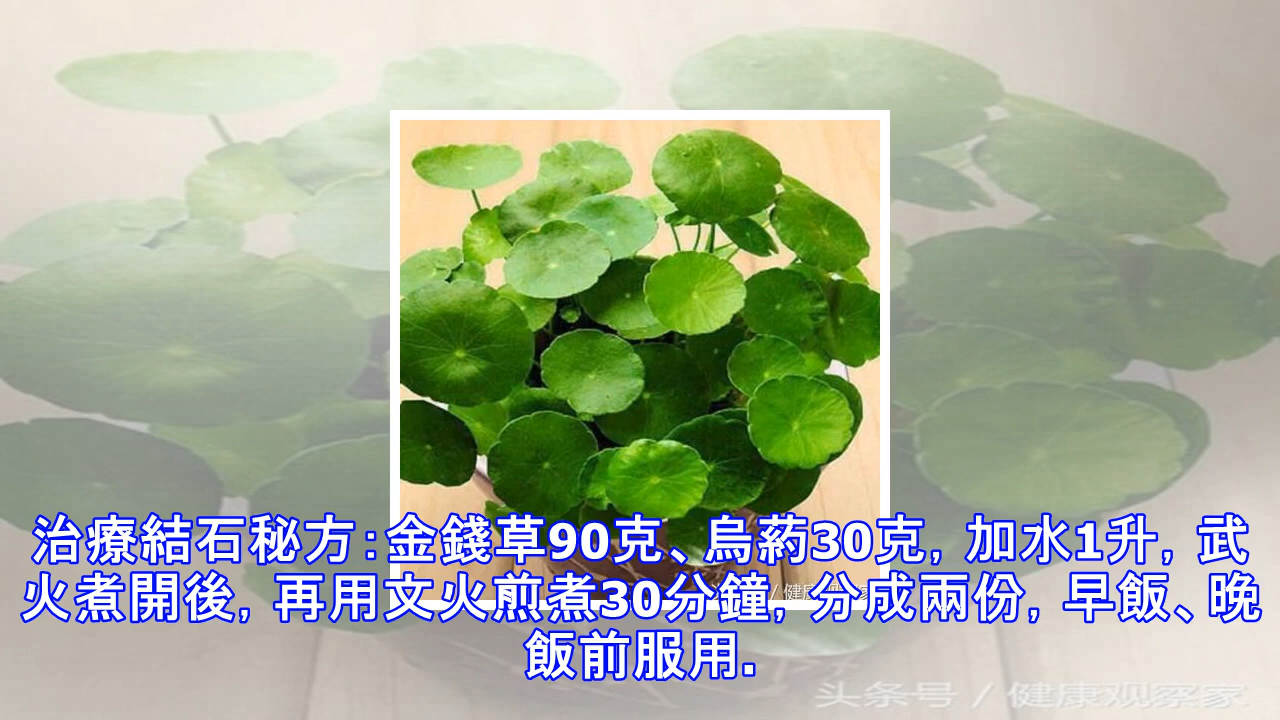 治療結石秘方:金錢草90克、烏葯30克, 加水1升, 武
火煮開後, 再用文火煎煮30分鐘, 分成兩份, 早飯、晚
飯前服用.
头条号 / 健康观察家